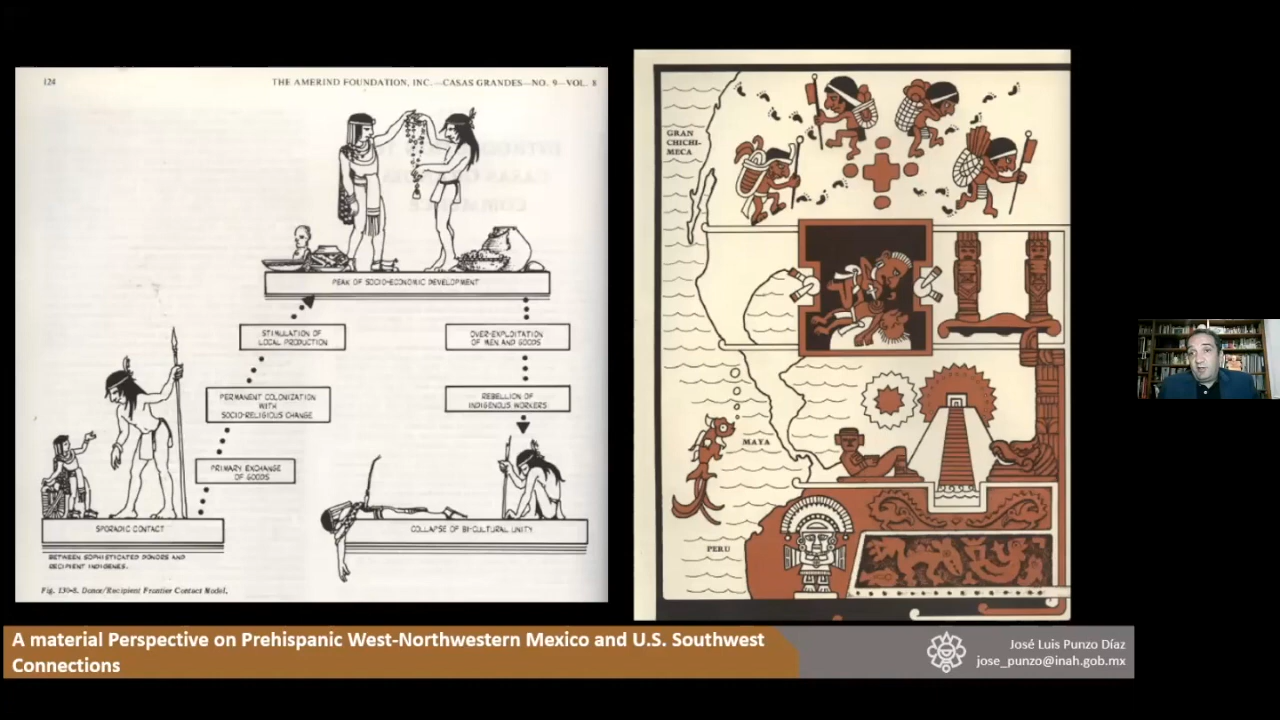 124
THE AMERIND FOUNDATION, INC.—CASAS GRANDES—NO. 9—VOL. 8
PEAK OF SOCIO-ECONOMIC DEVELOPMENT
STIMULATION OF
LOCAL PRODUCTION
OVER-EXPLOITATION
OF MEN AND GOODS
PERMANENT COLONIZATION
WITH
SOCIO-RELIGIOUS CHANGE
REBELLION OF
INDIGENOUS WORKERS
PRIMARY EXCHANGE
OF GOODS
SPORADIC CONTACT
COLLAPSE OF BI-CULTURAL UNITY
BETWEEN SOPHISTICATED DONORS AND
RECIPIENT INDIGENES.
Fig. 130-8. Donor/Recipient Frontier Contact Model.
GRAN
CHICHI-
MECA
MAYA
PERU
A material Perspective on Prehispanic West-Northwestern Mexico and U.S. Southwest
Connections
José Luis Punzo Díaz
jose_punzo@inah.gob.mx